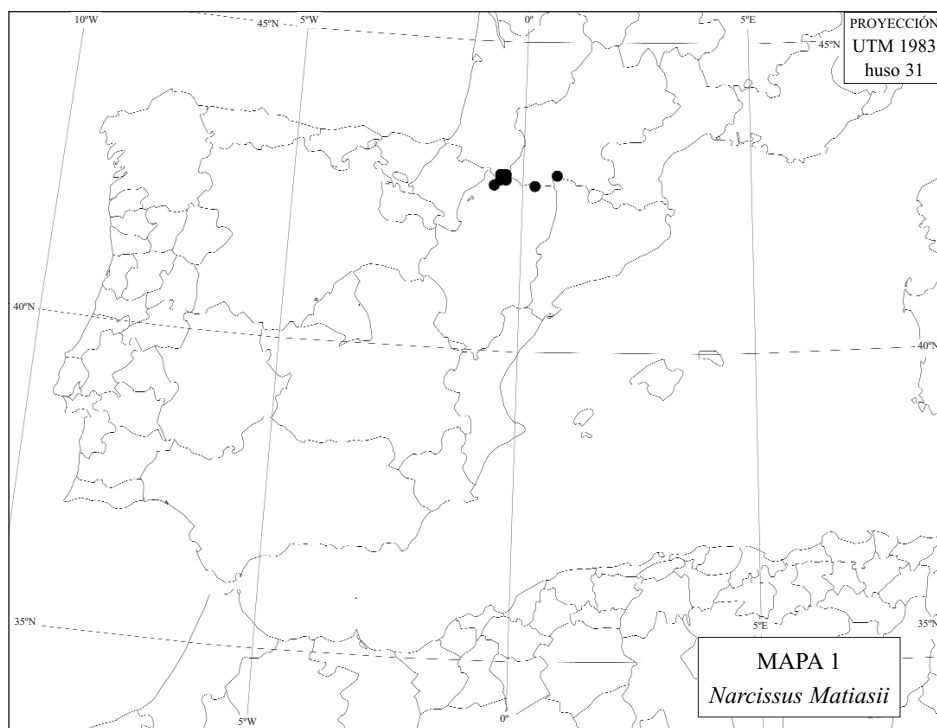 10ºW
45ºN
5ºW
0º
5ºE
45ºN
PROYECCIÓN
UTM 1983
huso 31
40ºN
40ºN
35ºN
5ºE
35ºN
MAPA 1
Narcissus Matiasii
5ºW
0º